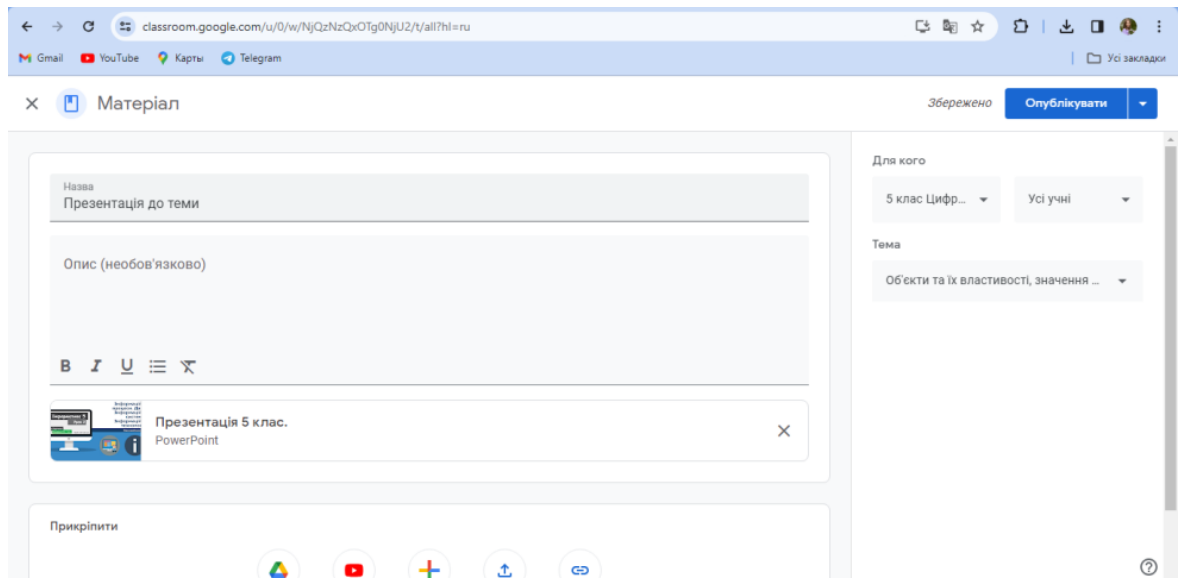 classroom.google.com/u/0/w/NjQzNzQxOTg0NjU2/t/all?hl=ru
Gmail YouTube Карты Telegram Усі закладки
Матеріал Збережено Опублікувати
Для кого
Назва
Презентація до теми
5 клас Цифр... Усі учні
Тема
Опис (необов'язково)
Об'єкти та їх властивості, значення ...
B I U
Презентація 5 клас.
PowerPoint
Прикріпити